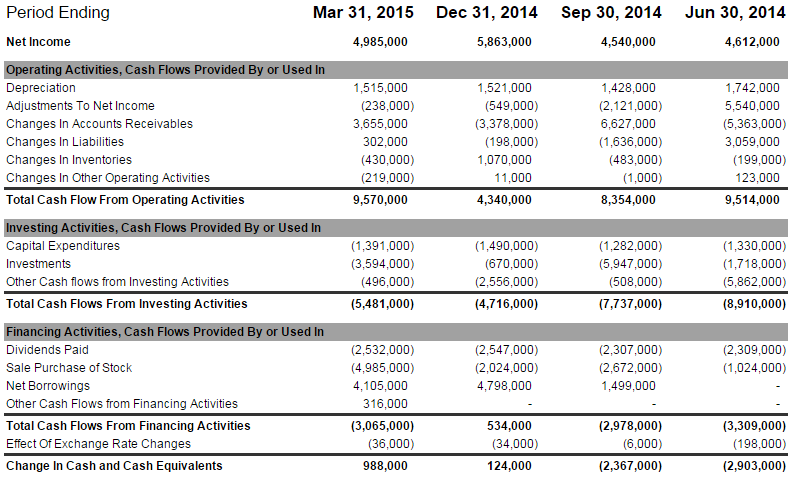 Period Ending Mar 31, 2015 Dec 31, 2014 Sep 30, 2014 Jun 30, 2014
Net Income 4,985,000 5,863,000 4,540,000 4,612,000
Operating Activities, Cash Flows Provided By or Used In
Depreciation 1,515,000 1,521,000 1,428,000 1,742,000
Adjustments To Net Income (238,000) (549,000) (2,121,000) 5,540,000
Changes In Accounts Receivables 3,655,000 (3,378,000) 6,627,000 (5,363,000)
Changes In Liabilities 302,000 (198,000) (1,636,000) 3,059,000
Changes In Inventories (430,000) 1,070,000 (483,000) (199,000)
Changes In Other Operating Activities (219,000) 11,000 (1,000) 123,000
Total Cash Flow From Operating Activities 9,570,000 4,340,000 8,354,000 9,514,000
Investing Activities, Cash Flows Provided By or Used In
Capital Expenditures (1,391,000) (1,490,000) (1,282,000) (1,330,000)
Investments (3,594,000) (670,000) (5,947,000) (1,718,000)
Other Cash flows from Investing Activities (496,000) (2,556,000) (508,000) (5,862,000)
Total Cash Flows From Investing Activities (5,481,000) (4,716,000) (7,737,000) (8,910,000)
Financing Activities, Cash Flows Provided By or Used In
Dividends Paid (2,532,000) (2,547,000) (2,307,000) (2,309,000)
Sale Purchase of Stock (4,985,000) (2,024,000) (2,672,000) (1,024,000)
Net Borrowings 4,105,000 4,798,000 1,499,000 -
Other Cash Flows from Financing Activities 316,000 - - -
Total Cash Flows From Financing Activities (3,065,000) 534,000 (2,978,000) (3,309,000)
Effect Of Exchange Rate Changes (36,000) (34,000) (6,000) (198,000)
Change In Cash and Cash Equivalents 988,000 124,000 (2,367,000) (2,903,000)